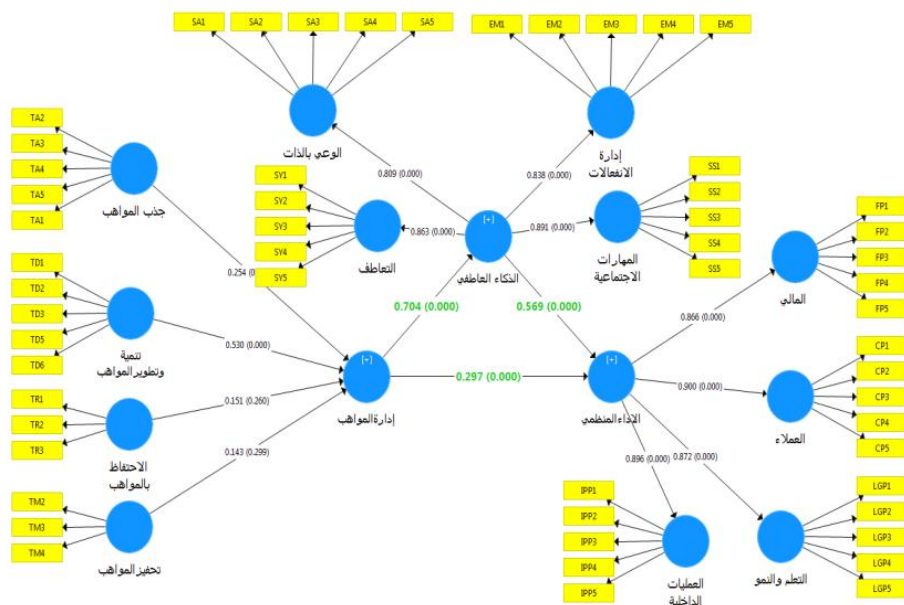 SA1
SA2
SA3
SA4
SA5
EM1
EM2
EM3
EM4
EM5
TA2
TA3
TA4
TA5
TA1
جذب المواهب
الوعي بالذات
إدارة
الانفعالات
0.809 (0.000)
0.838 (0.000)
SY1
SY2
SY3
SY4
SY5
التعاطف
0.863 (0.000)
[+]
الذكاء العاطفي
0.891 (0.000)
المهارات
الاجتماعية
SS1
SS2
SS3
SS4
SS5
FP1
FP2
FP3
FP4
FP5
المالي
0.254
TD1
TD2
TD3
TD5
TD6
تنمية
وتطوير المواهب
0.530 (0.000)
0.704 (0.000)
0.569 (0.000)
0.866 (0.000)
[+]
إدارة المواهب
0.297 (0.000)
[+]
الاداء المنظمي
0.900 (0.000)
CP1
CP2
CP3
CP4
CP5
العملاء
TR1
TR2
TR3
الاحتفاظ
بالمواهب
0.151 (0.260)
0.143 (0.299)
0.896 (0.000)
0.872 (0.000)
TM2
TM3
TM4
تحفيز المواهب
IPP1
IPP2
IPP3
IPP4
IPP5
العمليات
الداخلية
LGP1
LGP2
LGP3
LGP4
LGP5
التعلم والنمو